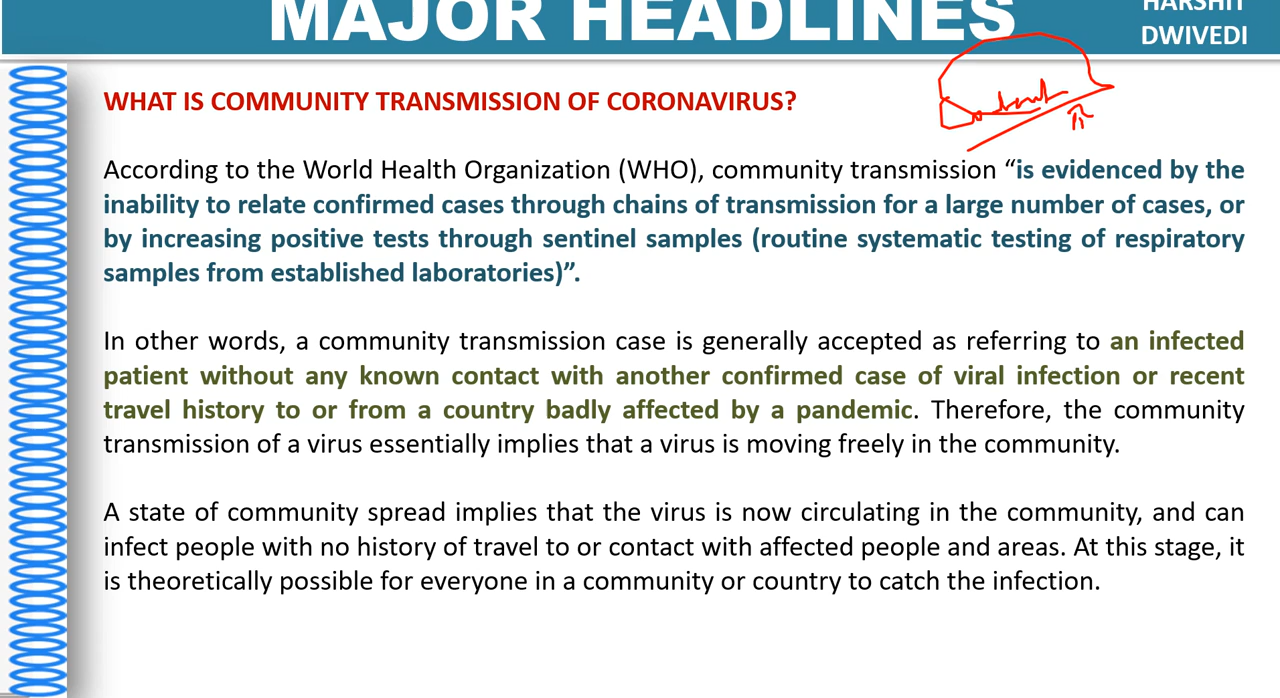 MAJOR HEADLINES
HARSHIT
DWIVEDI
WHAT IS COMMUNITY TRANSMISSION OF CORONAVIRUS?
According to the World Health Organization (WHO), community transmission “is evidenced by the
inability to relate confirmed cases through chains of transmission for a large number of cases, or
by increasing positive tests through sentinel samples (routine systematic testing of respiratory
samples from established laboratories)”.
In other words, a community transmission case is generally accepted as referring to an infected
patient without any known contact with another confirmed case of viral infection or recent
travel history to or from a country badly affected by a pandemic. Therefore, the community
transmission of a virus essentially implies that a virus is moving freely in the community.
A state of community spread implies that the virus is now circulating in the community, and can
infect people with no history of travel to or contact with affected people and areas. At this stage, it
is theoretically possible for everyone in a community or country to catch the infection.